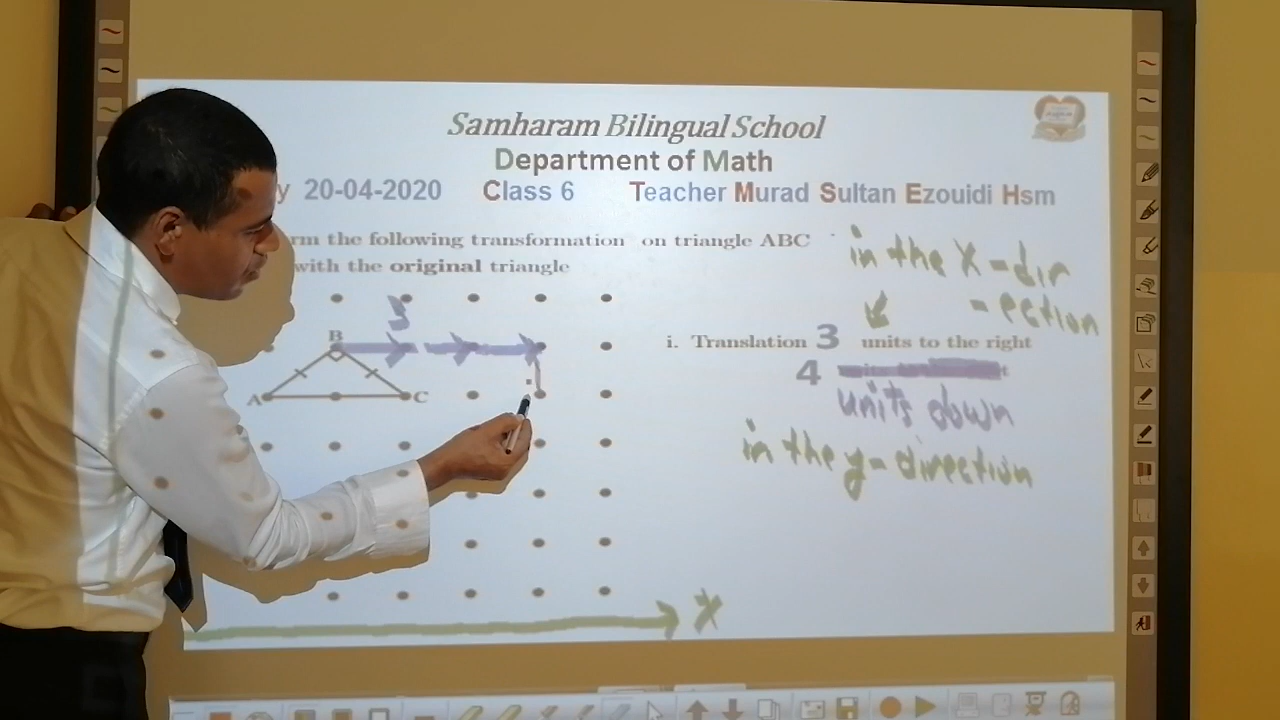 Samharam Bilingual School
Department of Math
20-04-2020 Class 6 Teacher Murad Sultan Ezouidi Hsm
the following transformation on triangle ABC
with the original triangle
in the X=dir
=ection
3
B
A
C
i. Translation 3 units to the right
4
units down
in the y=direction
X